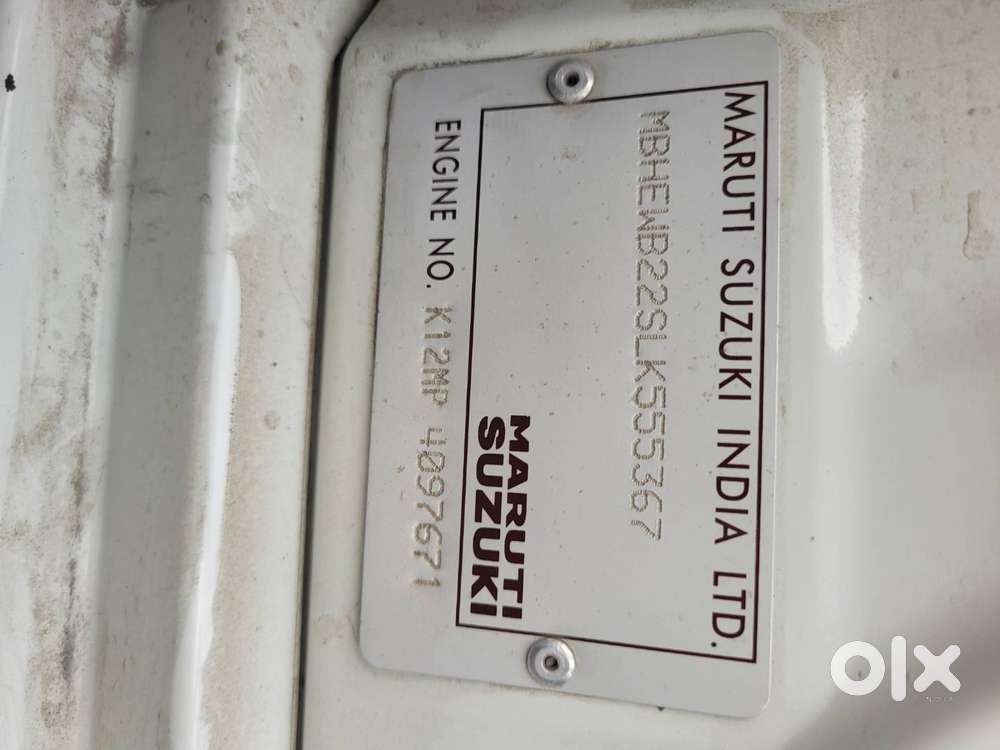 MARUTI SUZUKI INDIA LTD.
MBHEWB22SLK555367
MARUTI
SUZUKI
ENGINE NO. K12MP 4097671
olx